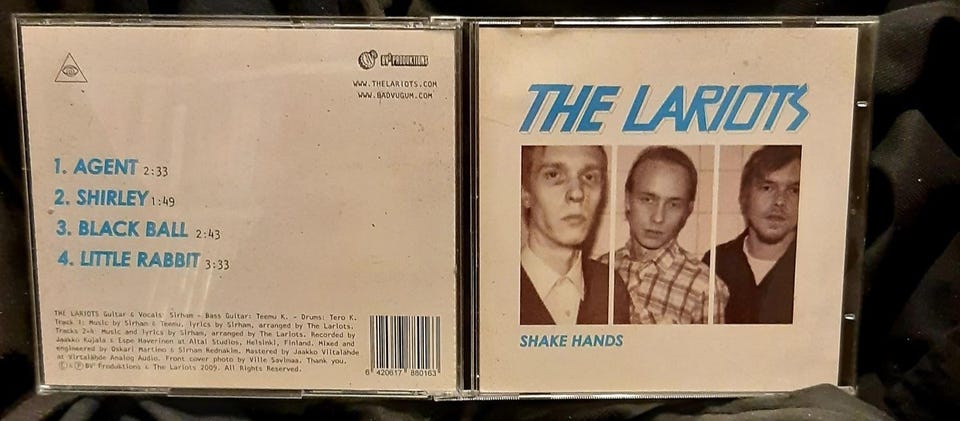 BV² PRODUKTIONS
WWW.THELARIOTS.COM
WWW.BADVUGUM.COM
1. AGENT 2:33
2. SHIRLEY 1:49
3. BLACK BALL 2:43
4. LITTLE RABBIT 3:33
THE LARIOTS Guitar & Vocals: Sirham - Bass Guitar: Teemu K. - Drums: Tero K.
Track 1: Music by Sirham & Teemu, lyrics by Sirham, arranged by The Lariots.
Tracks 2-4: Music and lyrics by Sirham, arranged by The Lariots. Recorded by
Jaakko Kujala & Espe Haverinen at Altai Studios, Helsinki, Finland. Mixed and
engineered by Oskari Martimo & Sirham Rednakim. Mastered by Jaakko Viitalähde
at Virtalähde Analog Audio. Front cover photo by Ville Savimaa. Thank you.
Ⓒ & Ⓟ BV² Produktions & The Lariots 2009. All Rights Reserved.
6 420617 880163
THE LARIOTS
SHAKE HANDS